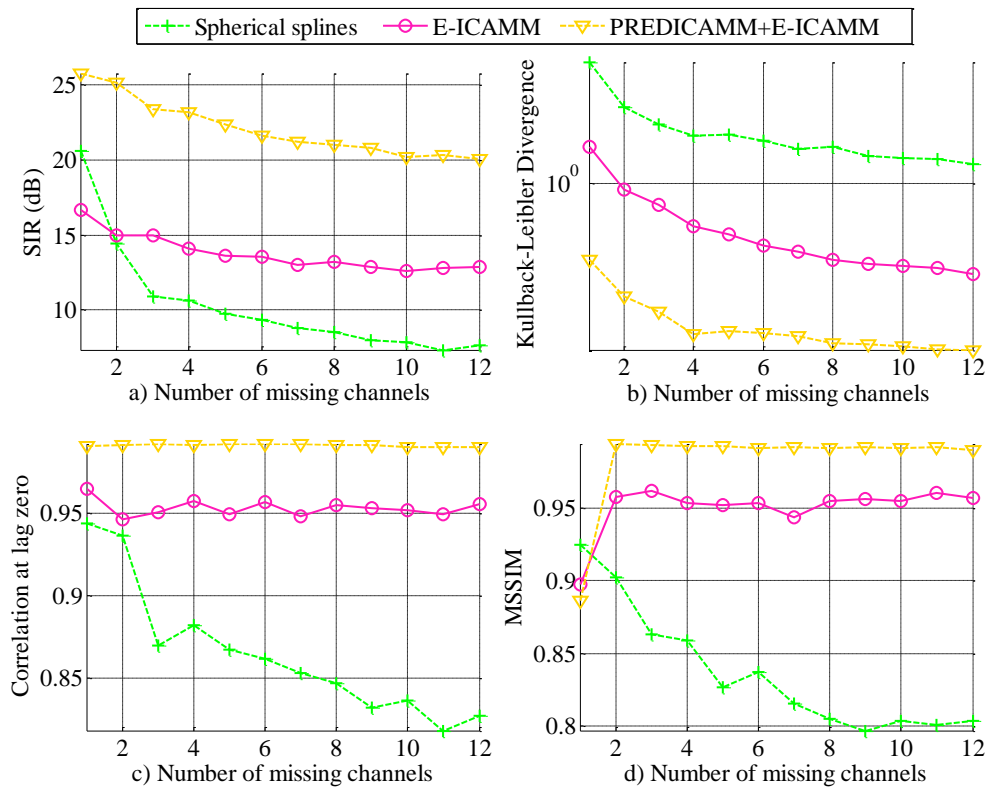 Spherical splines E-ICAMM PREDICAMM+E-ICAMM
25
20
15
10
SIR (dB)
2 4 6 8 10 12
a) Number of missing channels
10^0
Kullback-Leibler Divergence
2 4 6 8 10 12
b) Number of missing channels
0.95
0.9
0.85
Correlation at lag zero
2 4 6 8 10 12
c) Number of missing channels
0.95
0.9
0.85
0.8
MSSIM
2 4 6 8 10 12
d) Number of missing channels